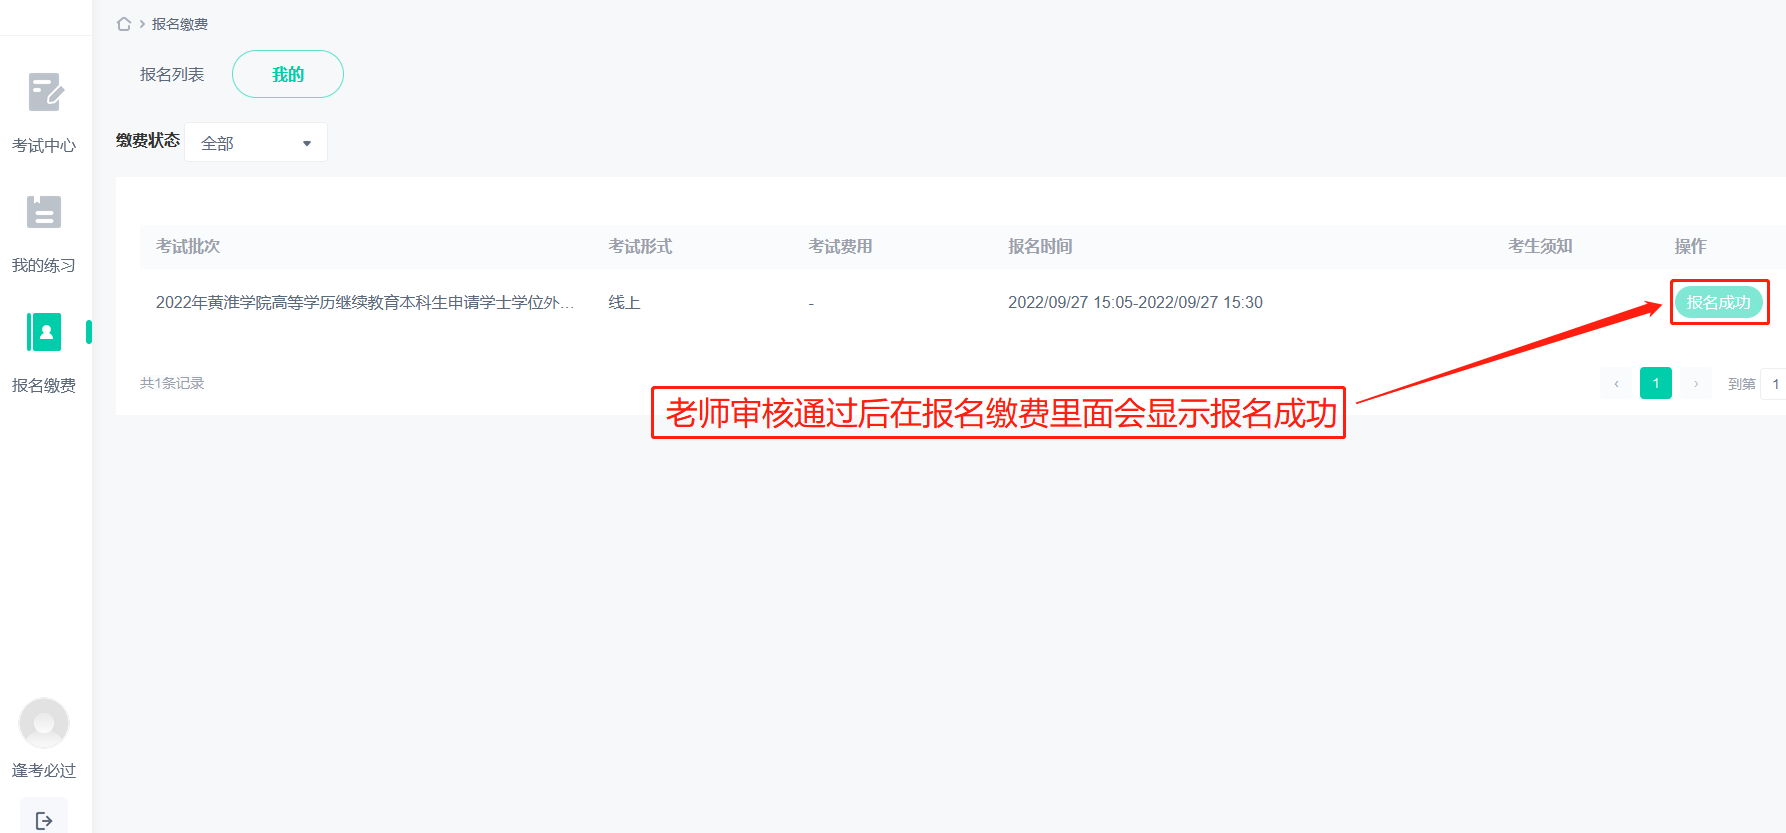 报名缴费
报名列表 我的
考试中心
缴费状态 全部
考试批次 考试形式 考试费用 报名时间 考生须知 操作
我的练习
2022年黄淮学院高等学历继续教育本科生申请学士学位外... 线上 - 2022/09/27 15:05-2022/09/27 15:30 报名成功
报名缴费
共1条记录 ‹ 1 › 到第 1
老师审核通过后在报名缴费里面会显示报名成功
逢考必过